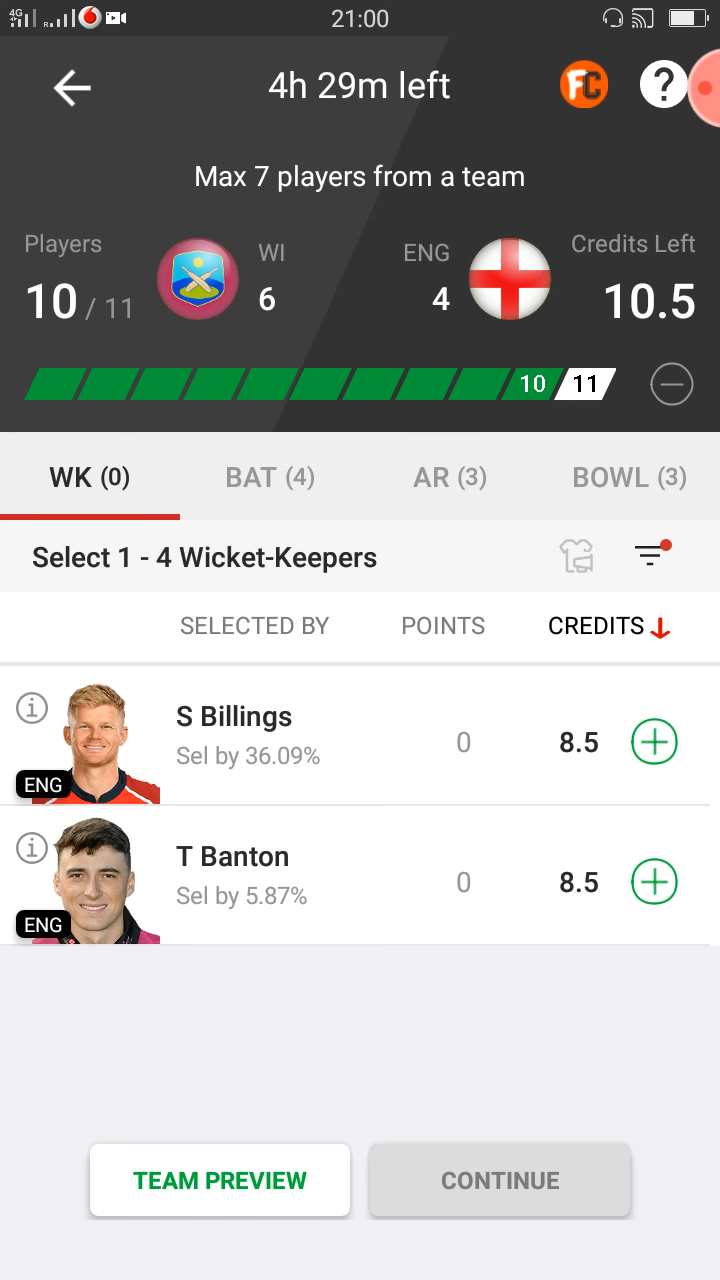 4G R 21:00
4h 29m left FC ?
Max 7 players from a team
Players WI ENG Credits Left
10 / 11 6 4 10.5
10 11
WK (0) BAT (4) AR (3) BOWL (3)
Select 1 - 4 Wicket-Keepers
SELECTED BY POINTS CREDITS
i S Billings
Sel by 36.09% 0 8.5
ENG
i T Banton
Sel by 5.87% 0 8.5
ENG
TEAM PREVIEW CONTINUE